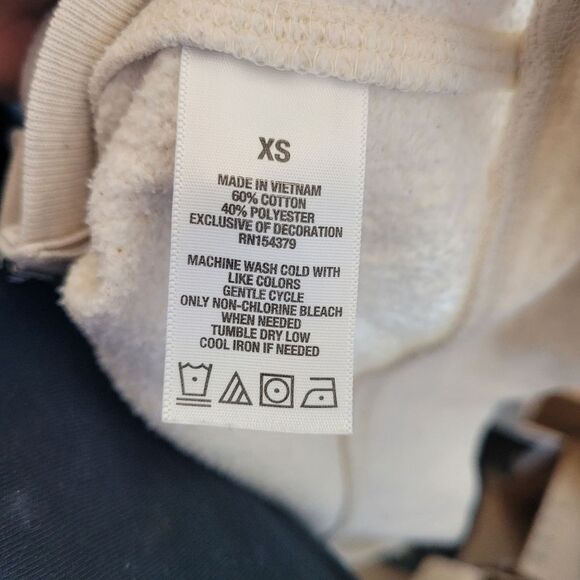 XS
MADE IN VIETNAM
60% COTTON
40% POLYESTER
EXCLUSIVE OF DECORATION
RN154379
MACHINE WASH COLD WITH
LIKE COLORS
GENTLE CYCLE
ONLY NON-CHLORINE BLEACH
WHEN NEEDED
TUMBLE DRY LOW
COOL IRON IF NEEDED